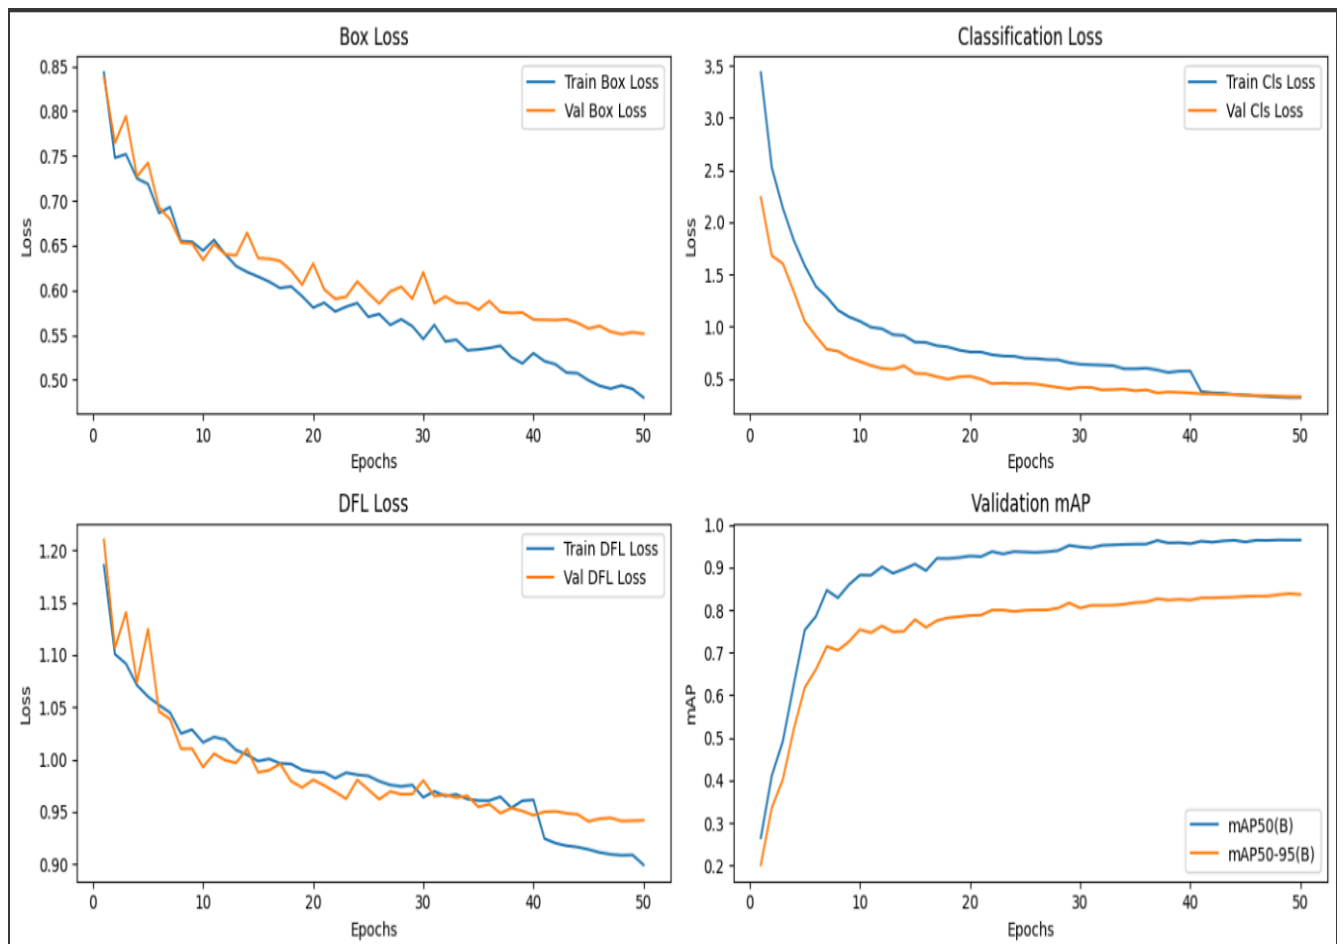 Box Loss
0.85
0.80
0.75
0.70
0.65
0.60
0.55
0.50
Loss
Train Box Loss
Val Box Loss
0 10 20 30 40 50
Epochs
Classification Loss
3.5
3.0
2.5
2.0
1.5
1.0
0.5
Loss
Train Cls Loss
Val Cls Loss
0 10 20 30 40 50
Epochs
DFL Loss
1.20
1.15
1.10
1.05
1.00
0.95
0.90
Loss
Train DFL Loss
Val DFL Loss
0 10 20 30 40 50
Epochs
Validation mAP
1.0
0.9
0.8
0.7
0.6
0.5
0.4
0.3
0.2
mAP
mAP50(B)
mAP50-95(B)
0 10 20 30 40 50
Epochs